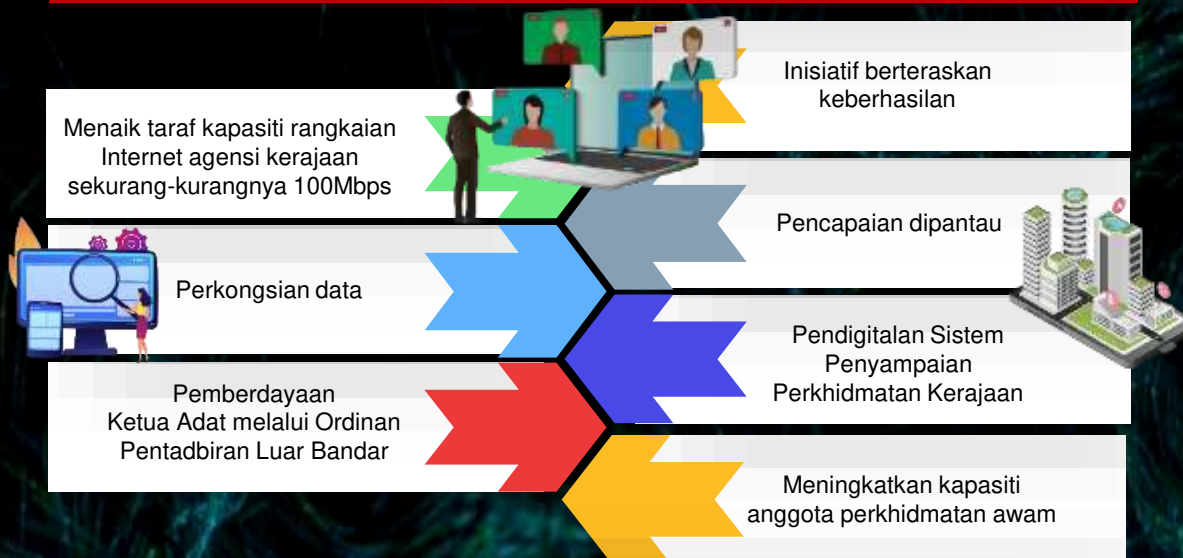 Inisiatif berteraskan
keberhasilan
Menaik taraf kapasiti rangkaian
Internet agensi kerajaan
sekurang-kurangnya 100Mbps
Pencapaian dipantau
Perkongsian data
Pendigitalan Sistem
Penyampaian
Perkhidmatan Kerajaan
Pemberdayaan
Ketua Adat melalui Ordinan
Pentadbiran Luar Bandar
Meningkatkan kapasiti
anggota perkhidmatan awam